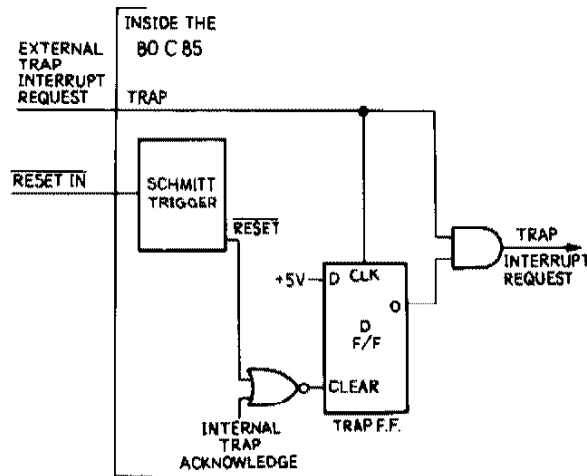 INSIDE THE
80 C 85
EXTERNAL
TRAP
INTERRUPT
REQUEST
TRAP
RESET IN
SCHMITT
TRIGGER
RESET
TRAP
INTERRUPT
REQUEST
+5V
D
CLK
Q
D
F/F
CLEAR
TRAP F.F.
INTERNAL
TRAP
ACKNOWLEDGE